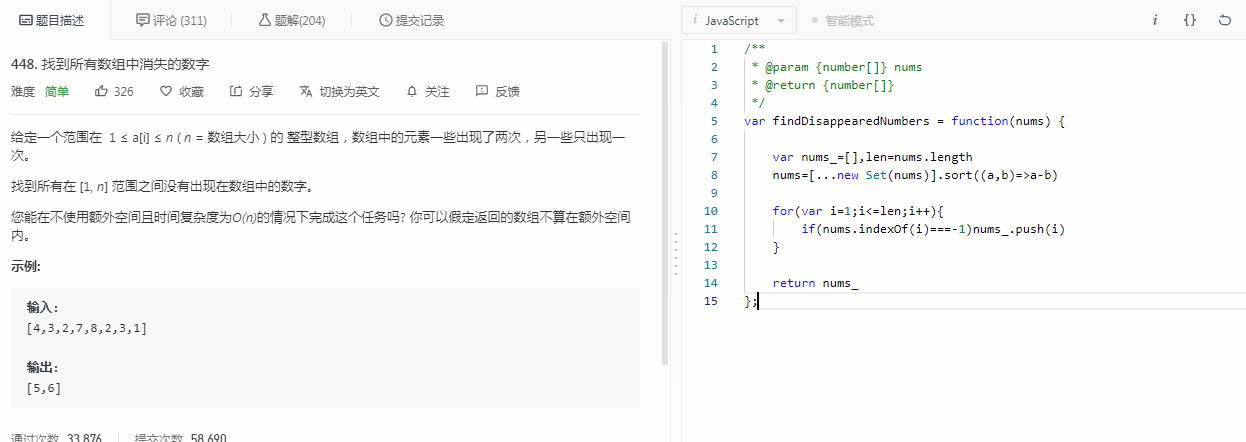 题目描述 评论 (311) 题解(204) 提交记录
448. 找到所有数组中消失的数字
难度 简单 326 收藏 分享 切换为英文 关注 反馈
给定一个范围在 1 ≤ a[i] ≤ n ( n = 数组大小 ) 的 整型数组，数组中的元素一些出现了两次，另一些只出现一
次。
找到所有在 [1, n] 范围之间没有出现在数组中的数字。
您能在不使用额外空间且时间复杂度为O(n)的情况下完成这个任务吗? 你可以假定返回的数组不算在额外空间
内。
示例:
输入:
[4,3,2,7,8,2,3,1]
输出:
[5,6]
通过次数 33,876 提交次数 58,690
i JavaScript 智能模式 i {}
1 /**
2 * @param {number[]} nums
3 * @return {number[]}
4 */
5 var findDisappearedNumbers = function(nums) {
6
7 var nums_=[],len=nums.length
8 nums=[...new Set(nums)].sort((a,b)=>a-b)
9
10 for(var i=1;i<=len;i++){
11 if(nums.indexOf(i)===-1)nums_.push(i)
12 }
13
14 return nums_
15 };